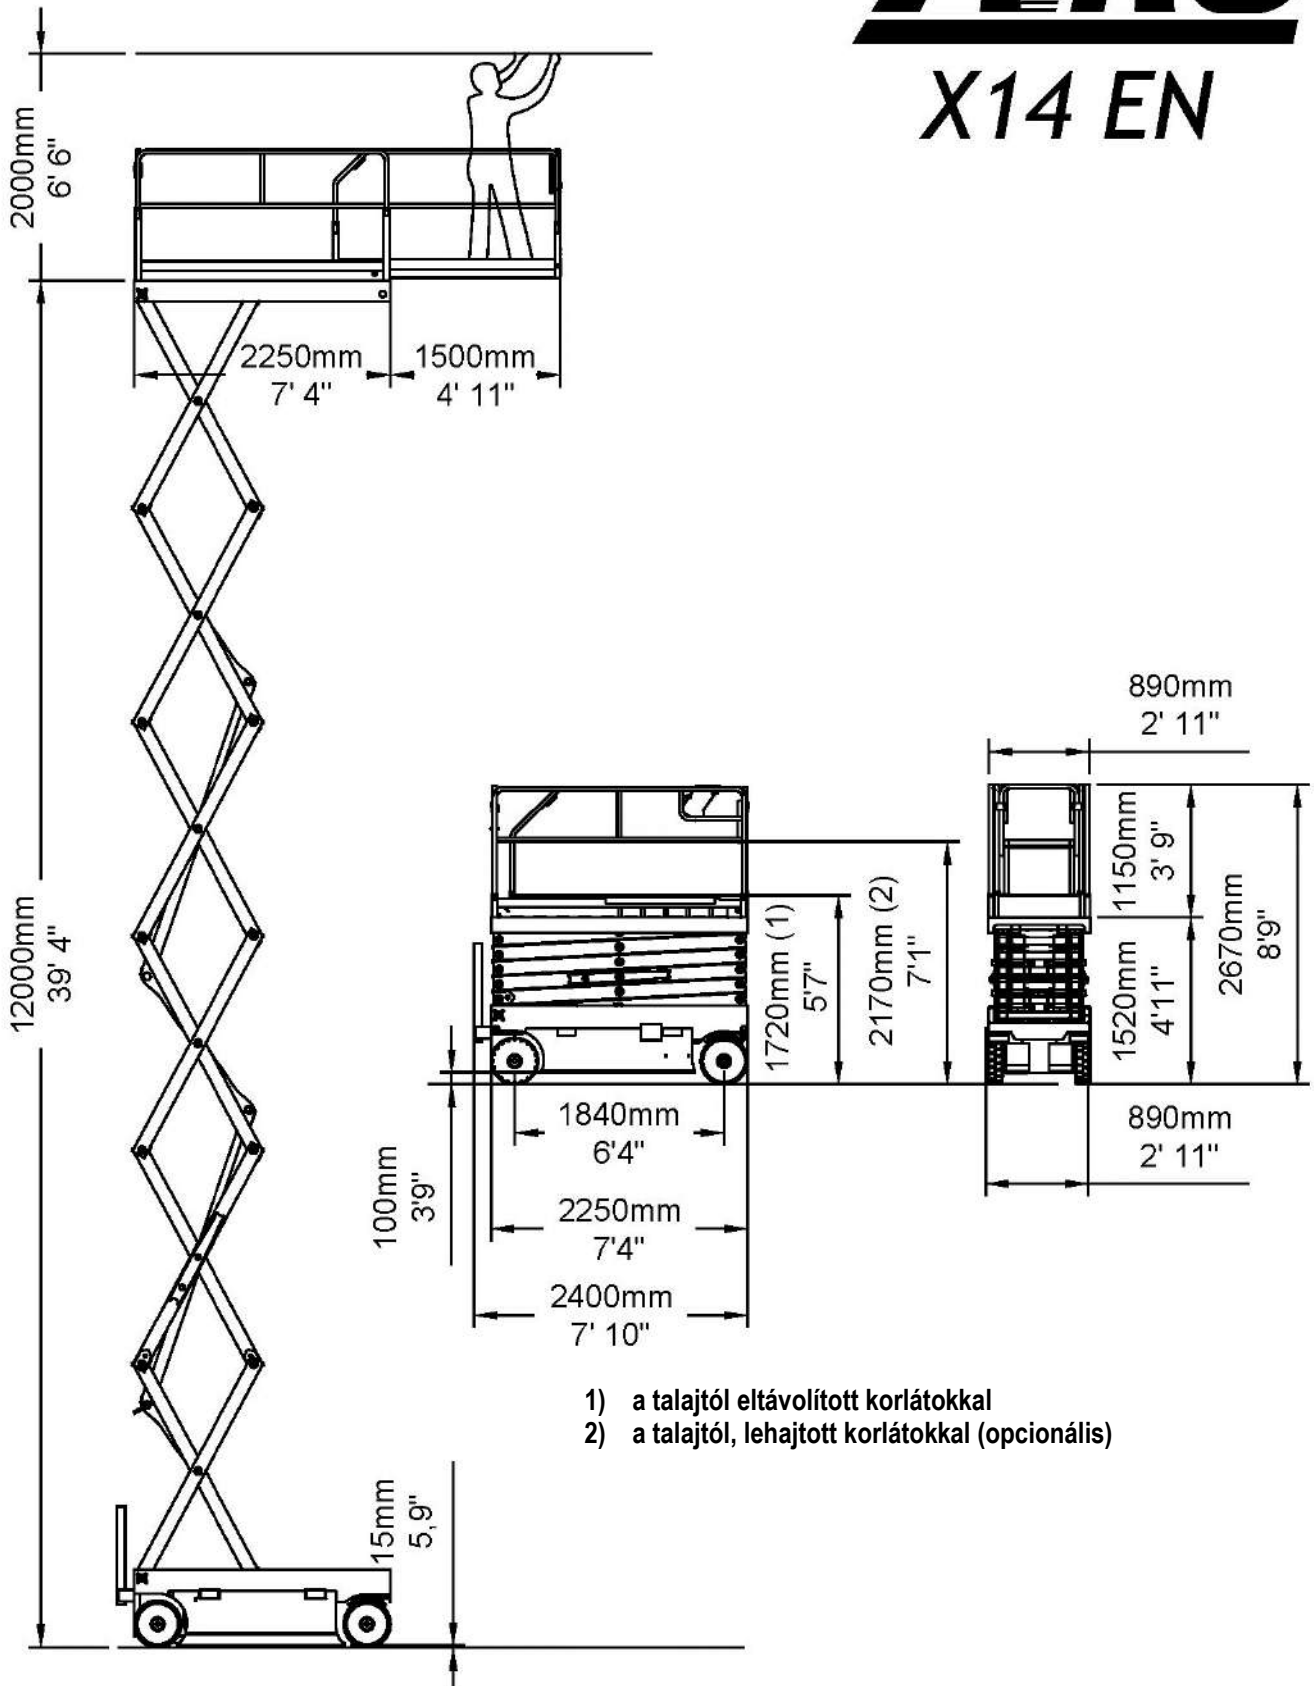 X14 EN
2000mm
6' 6"
2250mm
7' 4"
1500mm
4' 11"
12000mm
39' 4"
890mm
2' 11"
1150mm
3' 9"
2670mm
8'9"
1520mm
4'11"
1720mm (1)
5'7"
2170mm (2)
7'1"
890mm
2' 11"
1840mm
6'4"
100mm
3'9"
2250mm
7'4"
2400mm
7' 10"
1) a talajtól eltávolított korlátokkal
2) a talajtól, lehajtott korlátokkal (opcionális)
15mm
5,9"